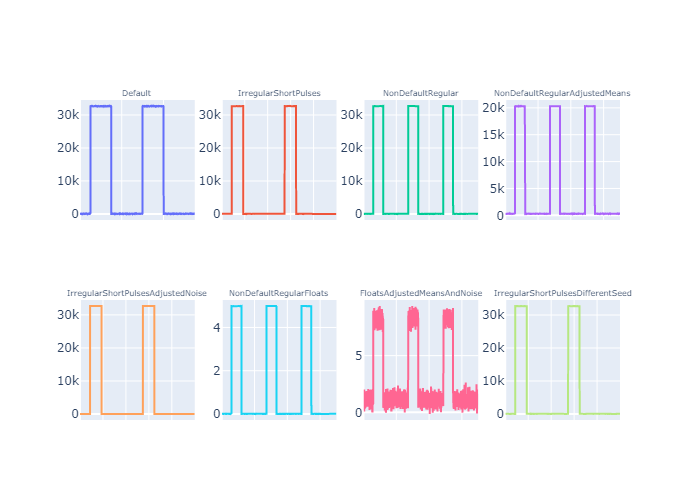 Default IrregularShortPulses NonDefaultRegular NonDefaultRegularAdjustedMeans
30k 30k 30k 20k
20k 20k 20k 15k
10k 10k 10k 10k
5k
0 0 0 0
IrregularShortPulsesAdjustedNoise NonDefaultRegularFloats FloatsAdjustedMeansAndNoise IrregularShortPulsesDifferentSeed
30k 4 5 30k
20k 2 20k
10k 10k
0 0 0 0